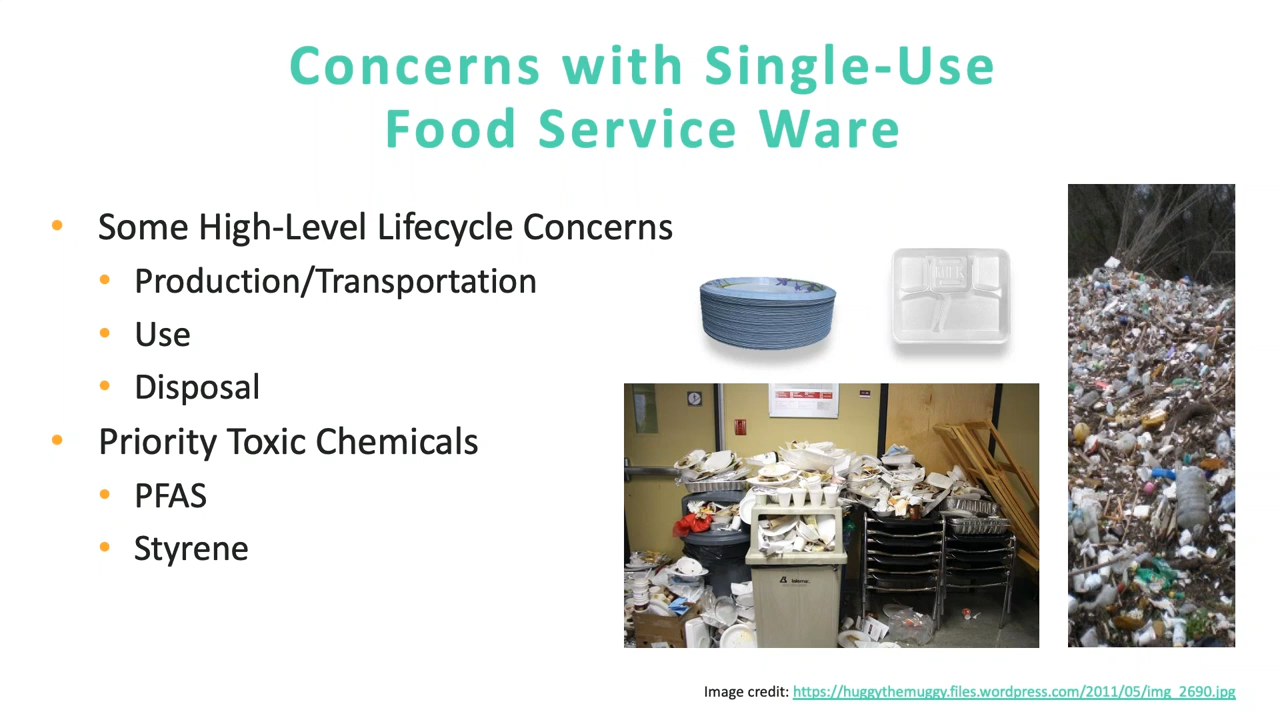 Concerns with Single-Use
Food Service Ware
• Some High-Level Lifecycle Concerns
• Production/Transportation
• Use
• Disposal
• Priority Toxic Chemicals
• PFAS
• Styrene
Image credit: https://huggythemuggy.files.wordpress.com/2011/05/img_2690.jpg